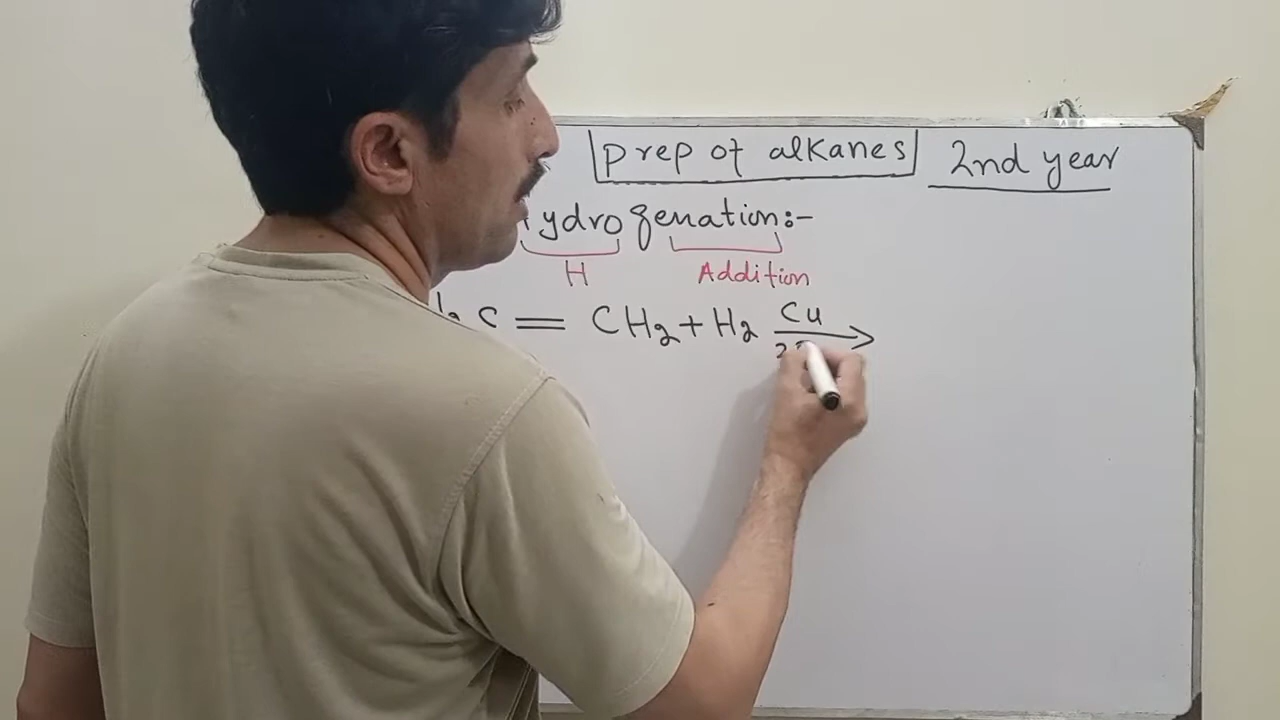 prep of alkanes 2nd year
ydrogenation:-
H Addition
C = CH₂ + H₂ Cu